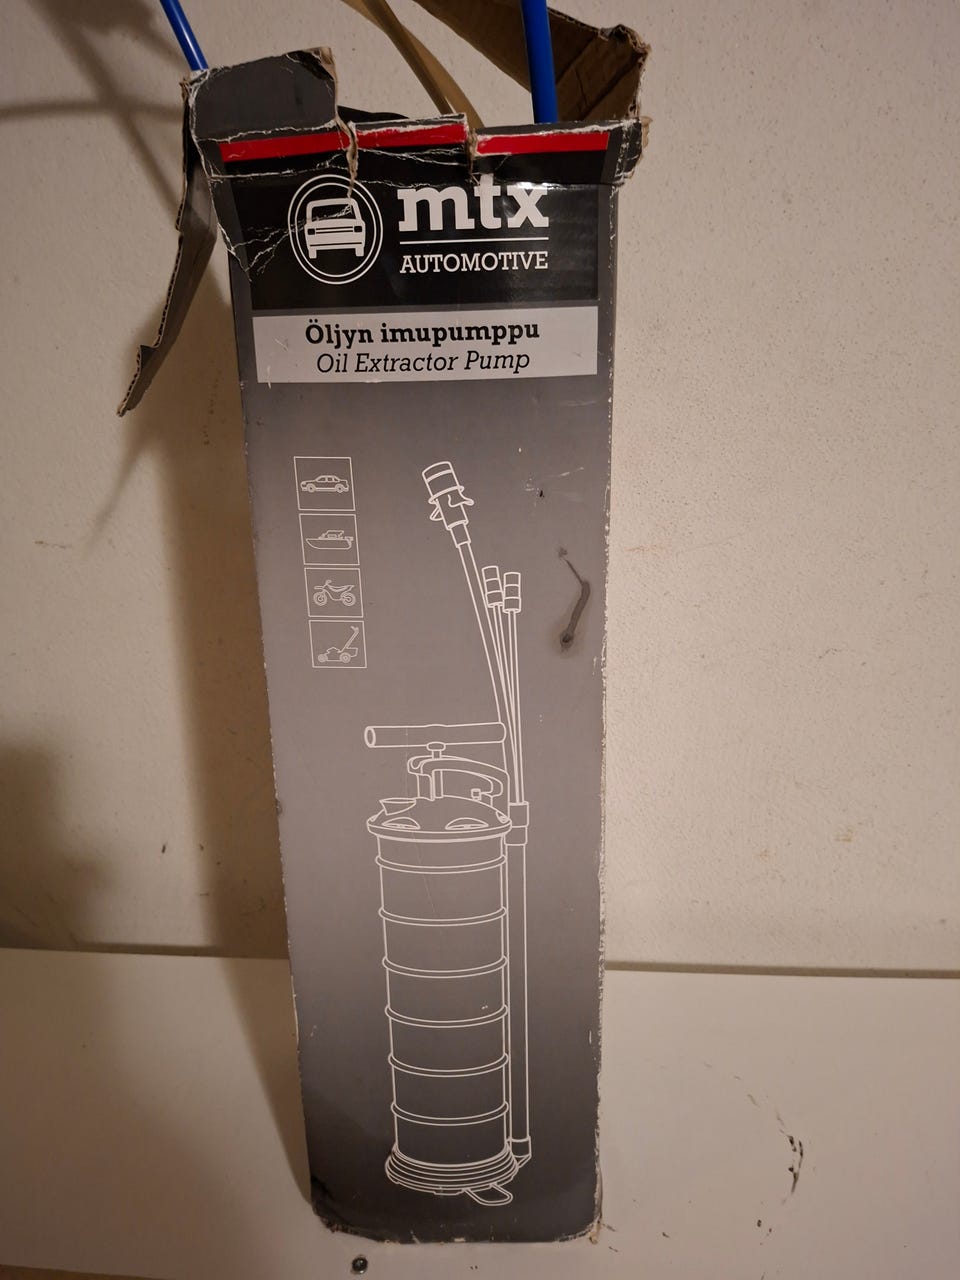 mtx
AUTOMOTIVE
Öljyn imupumppu
Oil Extractor Pump